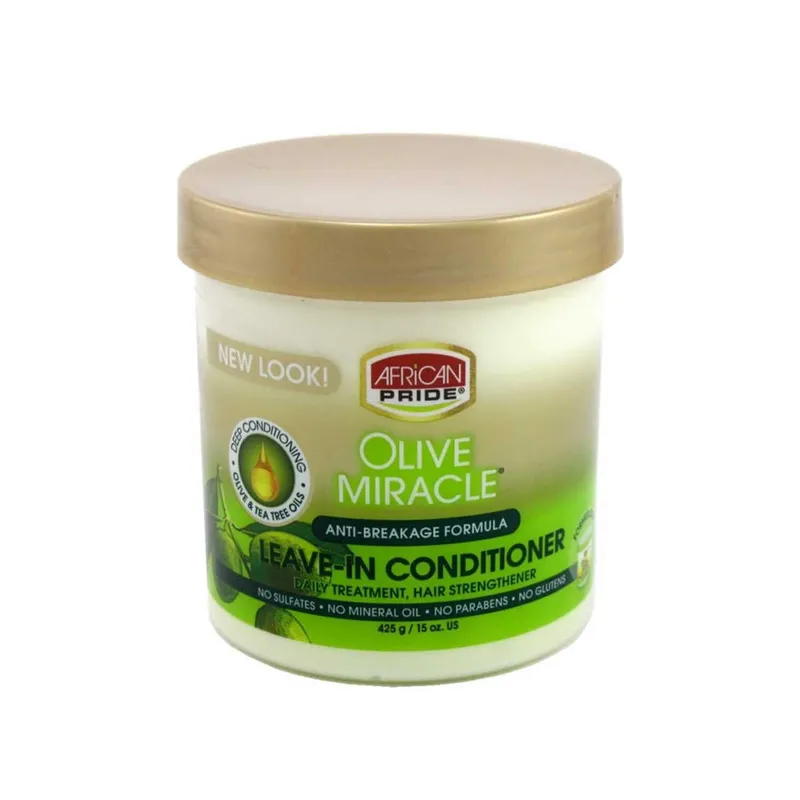 NEW LOOK!
AFRICAN
PRIDE®
DEEP CONDITIONING
OLIVE & TEA TREE OILS
OLIVE
MIRACLE®
ANTI-BREAKAGE FORMULA
LEAVE-IN CONDITIONER
DAILY TREATMENT, HAIR STRENGTHENER
NO SULFATES • NO MINERAL OIL • NO PARABENS • NO GLUTENS
425 g / 15 oz. US